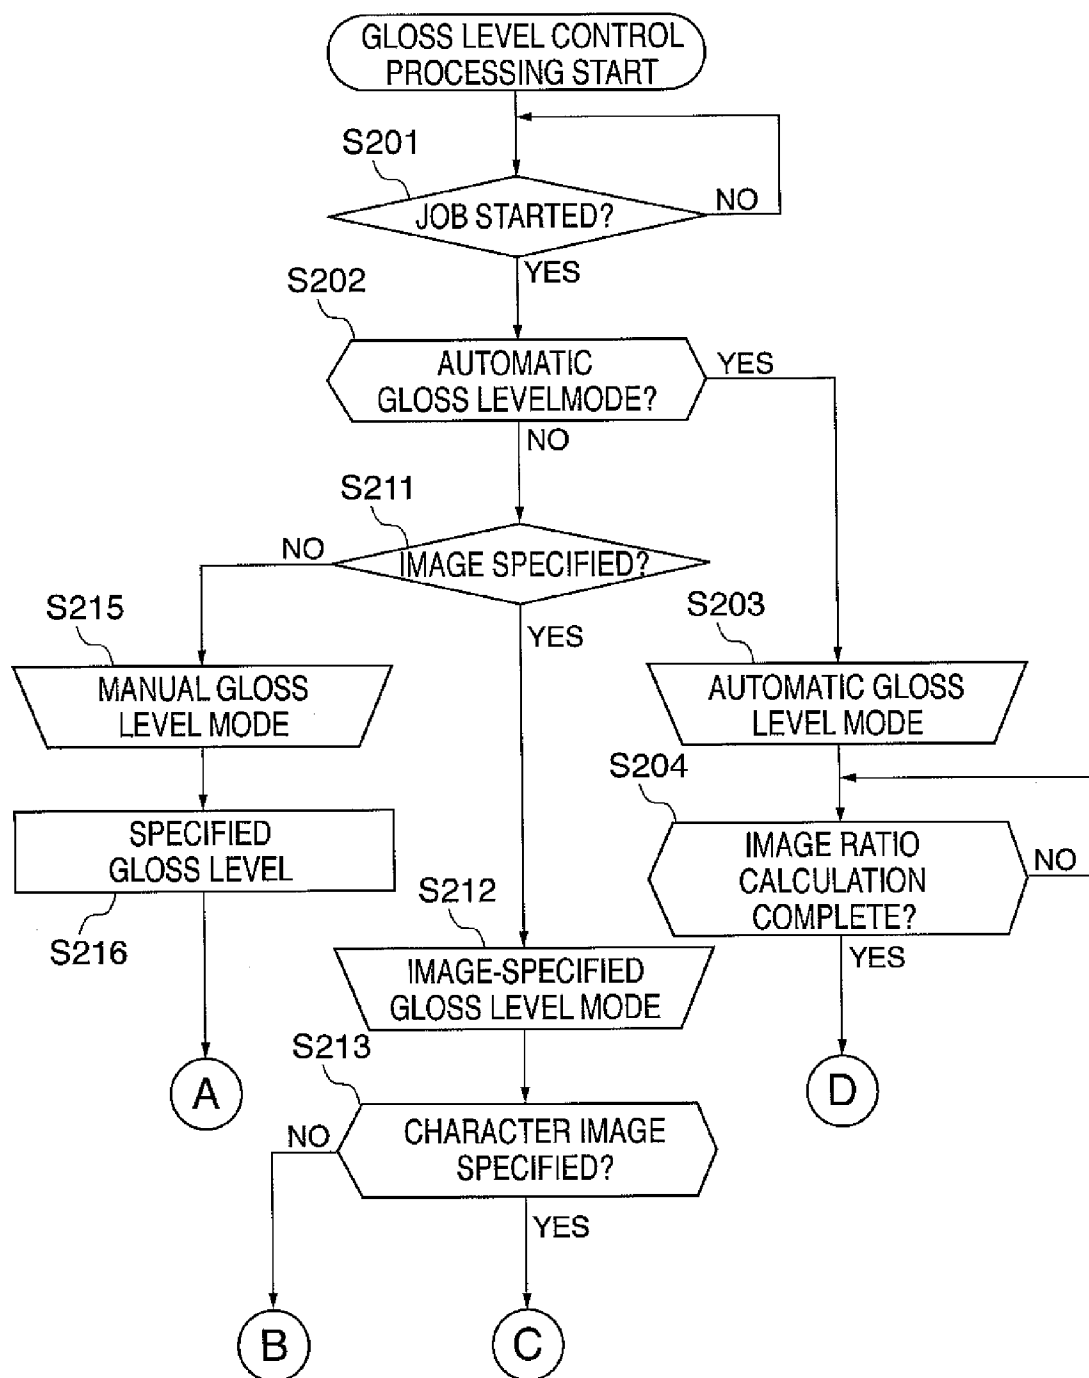 GLOSS LEVEL CONTROL
PROCESSING START
S201
JOB STARTED?
NO
YES
S202
AUTOMATIC
GLOSS LEVELMODE?
YES
NO
S211
IMAGE SPECIFIED?
NO
YES
S215
MANUAL GLOSS
LEVEL MODE
S203
AUTOMATIC GLOSS
LEVEL MODE
SPECIFIED
GLOSS LEVEL
S216
S204
IMAGE RATIO
CALCULATION
COMPLETE?
NO
YES
S212
IMAGE-SPECIFIED
GLOSS LEVEL MODE
A
D
S213
CHARACTER IMAGE
SPECIFIED?
NO
YES
B
C